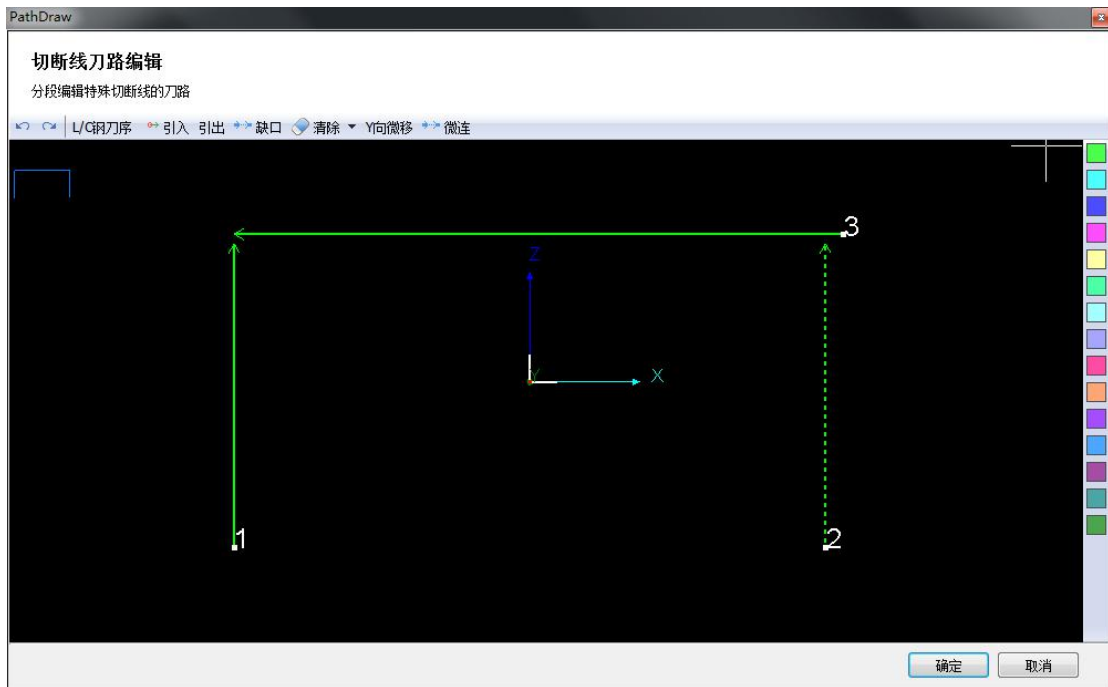 PathDraw
切断线刀路编辑
分段编辑特殊切断线的刀路
L/C钢刀序 引入 引出 缺口 清除 Y向微移 微连
3
Z
Y X
1 2
确定 取消